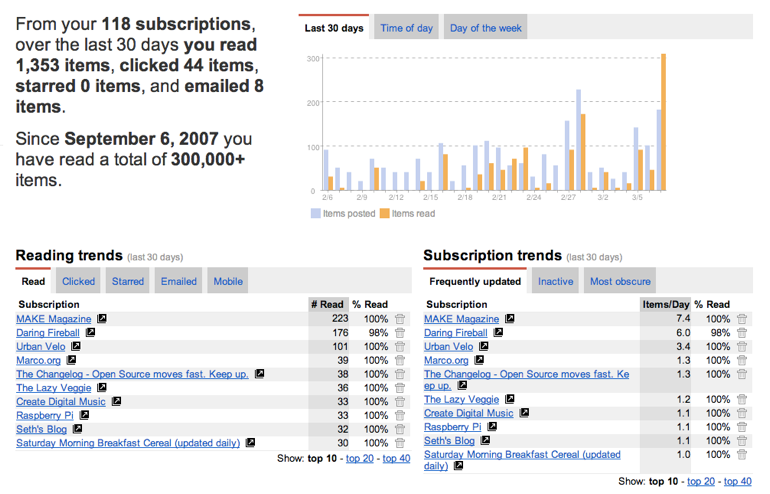 From your 118 subscriptions,
over the last 30 days you read
1,353 items, clicked 44 items,
starred 0 items, and emailed 8
items.
Since September 6, 2007 you
have read a total of 300,000+
items.
Last 30 days Time of day Day of the week
300
200
100
0
2/6 2/9 2/12 2/15 2/18 2/21 2/24 2/27 3/2 3/5
Items posted Items read
Reading trends (last 30 days)
Read Clicked Starred Emailed Mobile
Subscription # Read % Read
MAKE Magazine 223 100%
Daring Fireball 176 98%
Urban Velo 101 100%
Marco.org 39 100%
The Changelog - Open Source moves fast. Keep up. 38 100%
The Lazy Veggie 36 100%
Create Digital Music 33 100%
Raspberry Pi 33 100%
Seth's Blog 32 100%
Saturday Morning Breakfast Cereal (updated daily) 30 100%
Show: top 10 - top 20 - top 40
Subscription trends (last 30 days)
Frequently updated Inactive Most obscure
Subscription Items/Day % Read
MAKE Magazine 7.4 100%
Daring Fireball 6.0 98%
Urban Velo 3.4 100%
Marco.org 1.3 100%
The Changelog - Open Source moves fast. Ke 1.3 100%
ep up.
The Lazy Veggie 1.2 100%
Create Digital Music 1.1 100%
Raspberry Pi 1.1 100%
Seth's Blog 1.1 100%
Saturday Morning Breakfast Cereal (updated 1.0 100%
daily)
Show: top 10 - top 20 - top 40